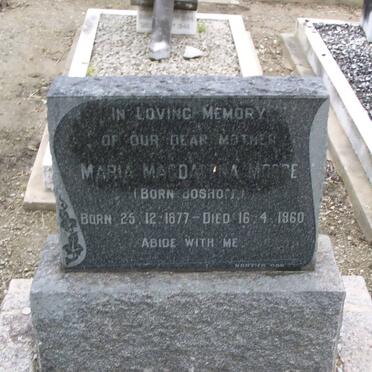 IN LOVING MEMORY
OF OUR DEAR MOTHER
MARIA MAGDALENA
(BORN BOSHOFF)
BORN 25.12.1877 - DIED 16.4.1960
ABIDE WITH ME